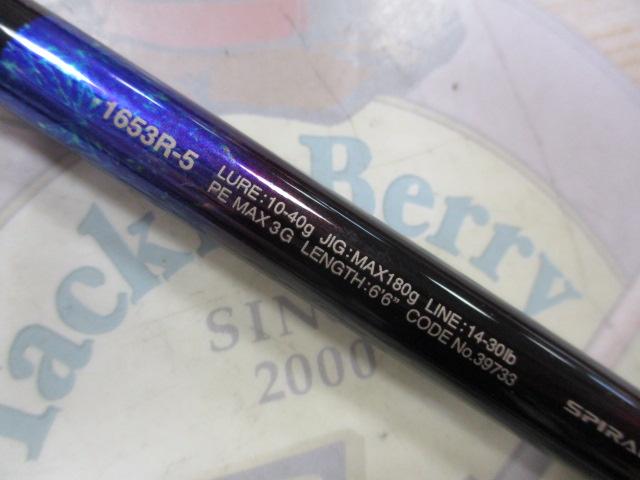 1653R-5
LURE:10-40g JIG:MAX180g LINE:14-30lb
PE MAX 3G LENGTH:6'6" CODE No.39733
Berry
2000